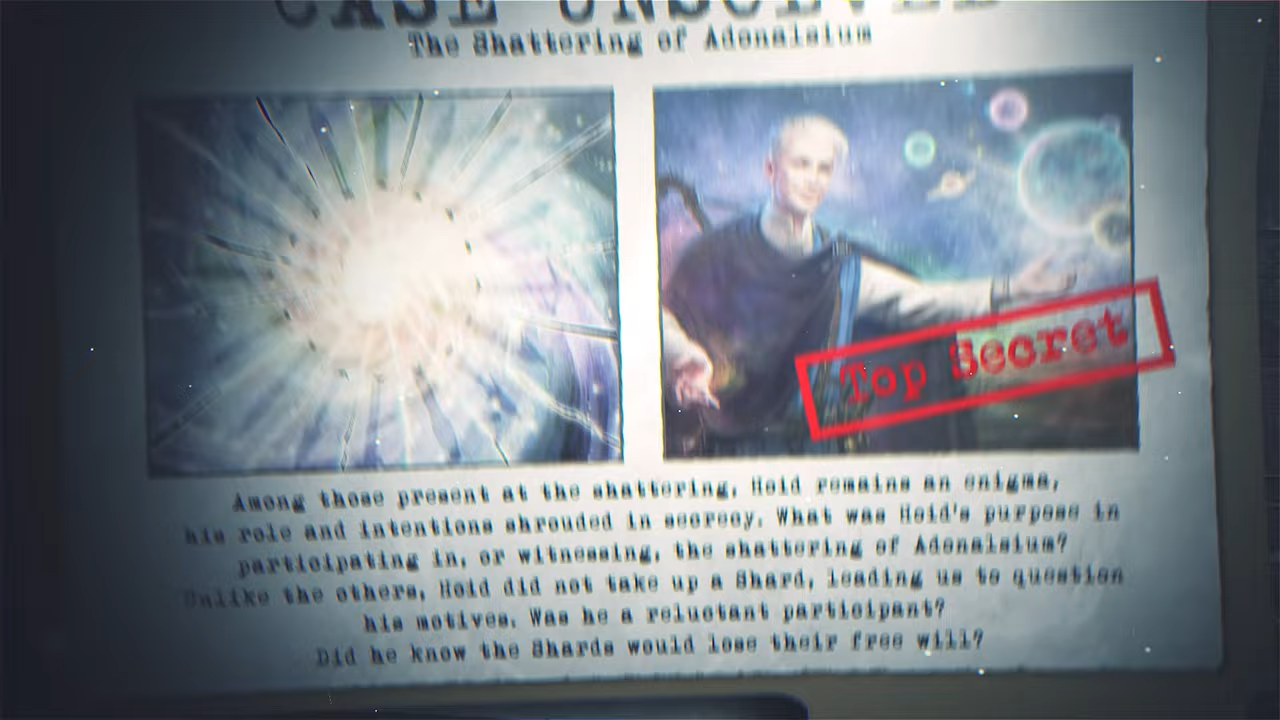 CASE UNSOLVED
The Shattering of Adonalsium
Top Secret
Among those present at the shattering, Hoid remains an enigma,
his role and intentions shrouded in secrecy. What was Hoid's purpose in
participating in, or witnessing, the shattering of Adonalsium?
Unlike the others, Hoid did not take up a Shard, leading us to question
his motives. Was he a reluctant participant?
Did he know the Shards would lose their free will?